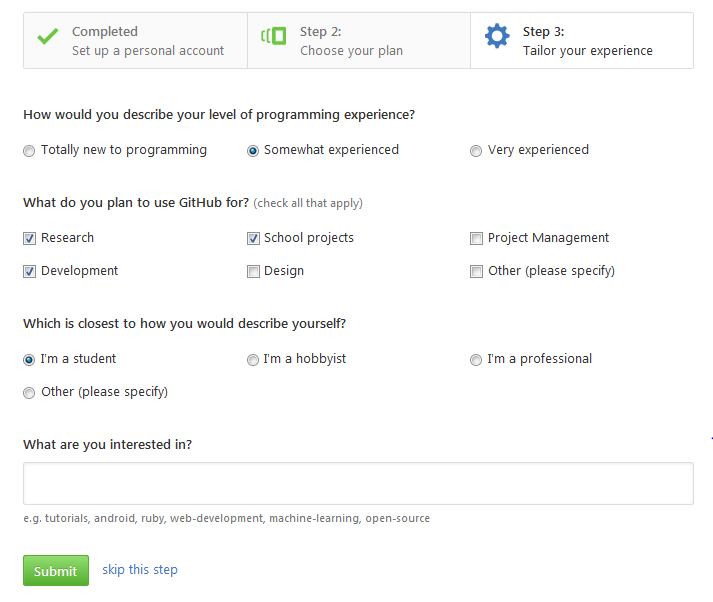 Completed
Set up a personal account
Step 2:
Choose your plan
Step 3:
Tailor your experience
How would you describe your level of programming experience?
Totally new to programming
Somewhat experienced
Very experienced
What do you plan to use GitHub for? (check all that apply)
Research
School projects
Project Management
Development
Design
Other (please specify)
Which is closest to how you would describe yourself?
I'm a student
I'm a hobbyist
I'm a professional
Other (please specify)
What are you interested in?
e.g. tutorials, android, ruby, web-development, machine-learning, open-source
Submit
skip this step